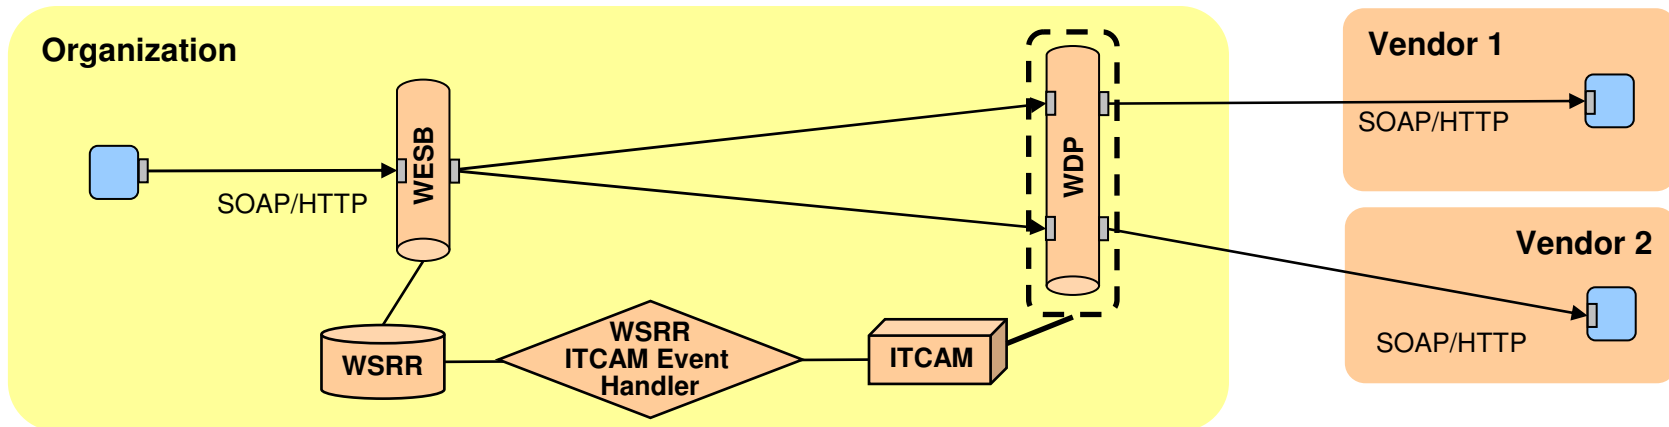 Organization
Vendor 1
SOAP/HTTP
WESB
WDP
SOAP/HTTP
Vendor 2
SOAP/HTTP
WSRR
WSRR
ITCAM Event
Handler
ITCAM